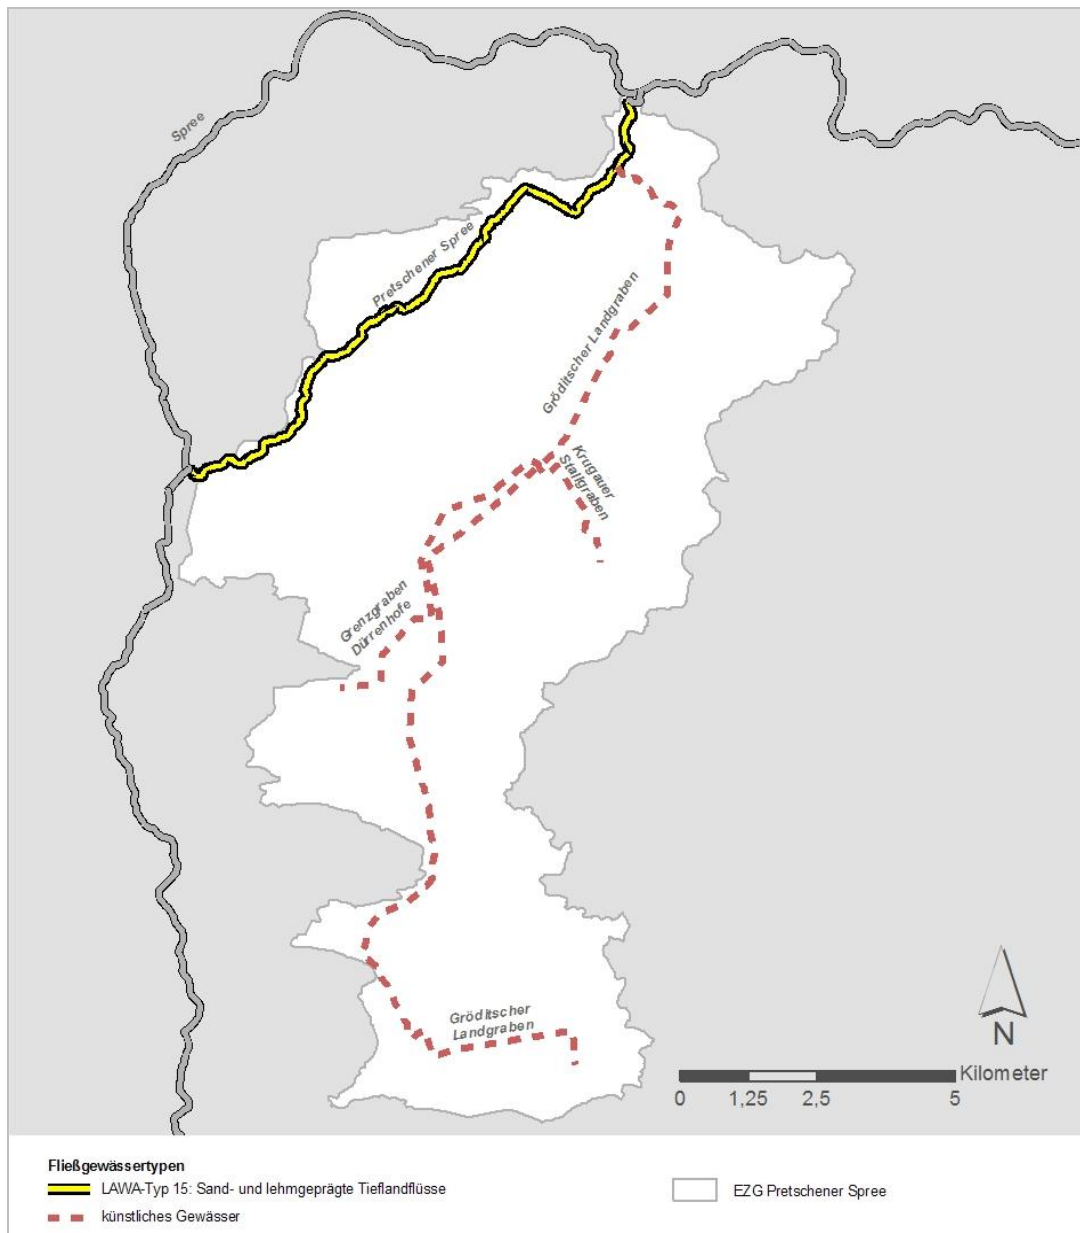 Spree
Pretschener Spree
Gröditscher Landgraben
Krugauer
Stallgraben
Grenzgraben
Dürrenhofe
Gröditscher
Landgraben
N
Kilometer
0 1,25 2,5 5
Fließgewässertypen
LAWA-Typ 15: Sand- und lehmgeprägte Tieflandflüsse
EZG Pretschener Spree
künstliches Gewässer